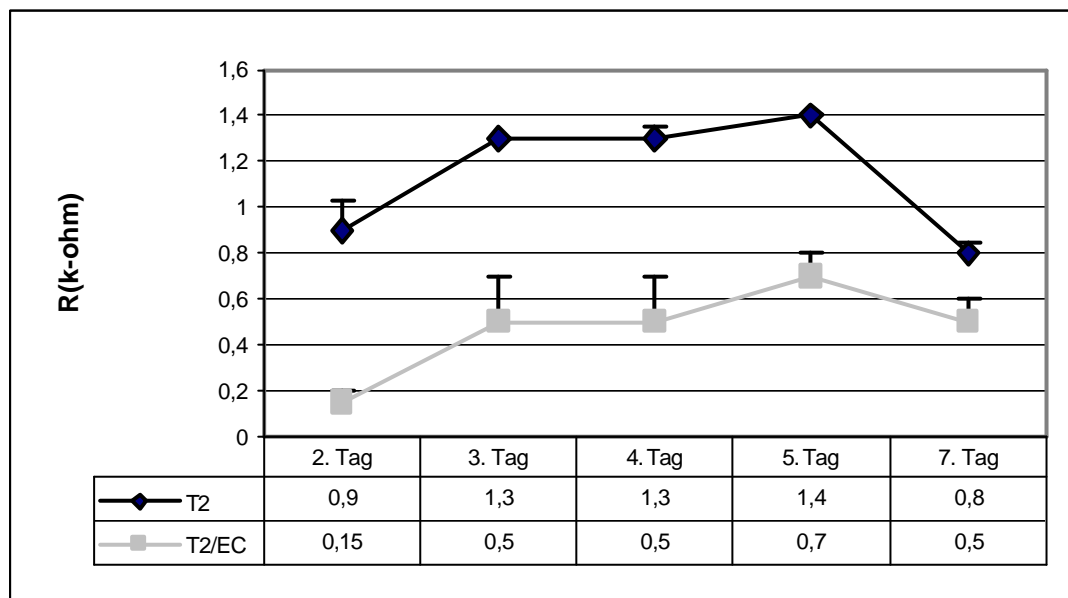 R(k-ohm)
1,6
1,4
1,2
1
0,8
0,6
0,4
0,2
0
2. Tag 3. Tag 4. Tag 5. Tag 7. Tag
T2 0,9 1,3 1,3 1,4 0,8
T2/EC 0,15 0,5 0,5 0,7 0,5